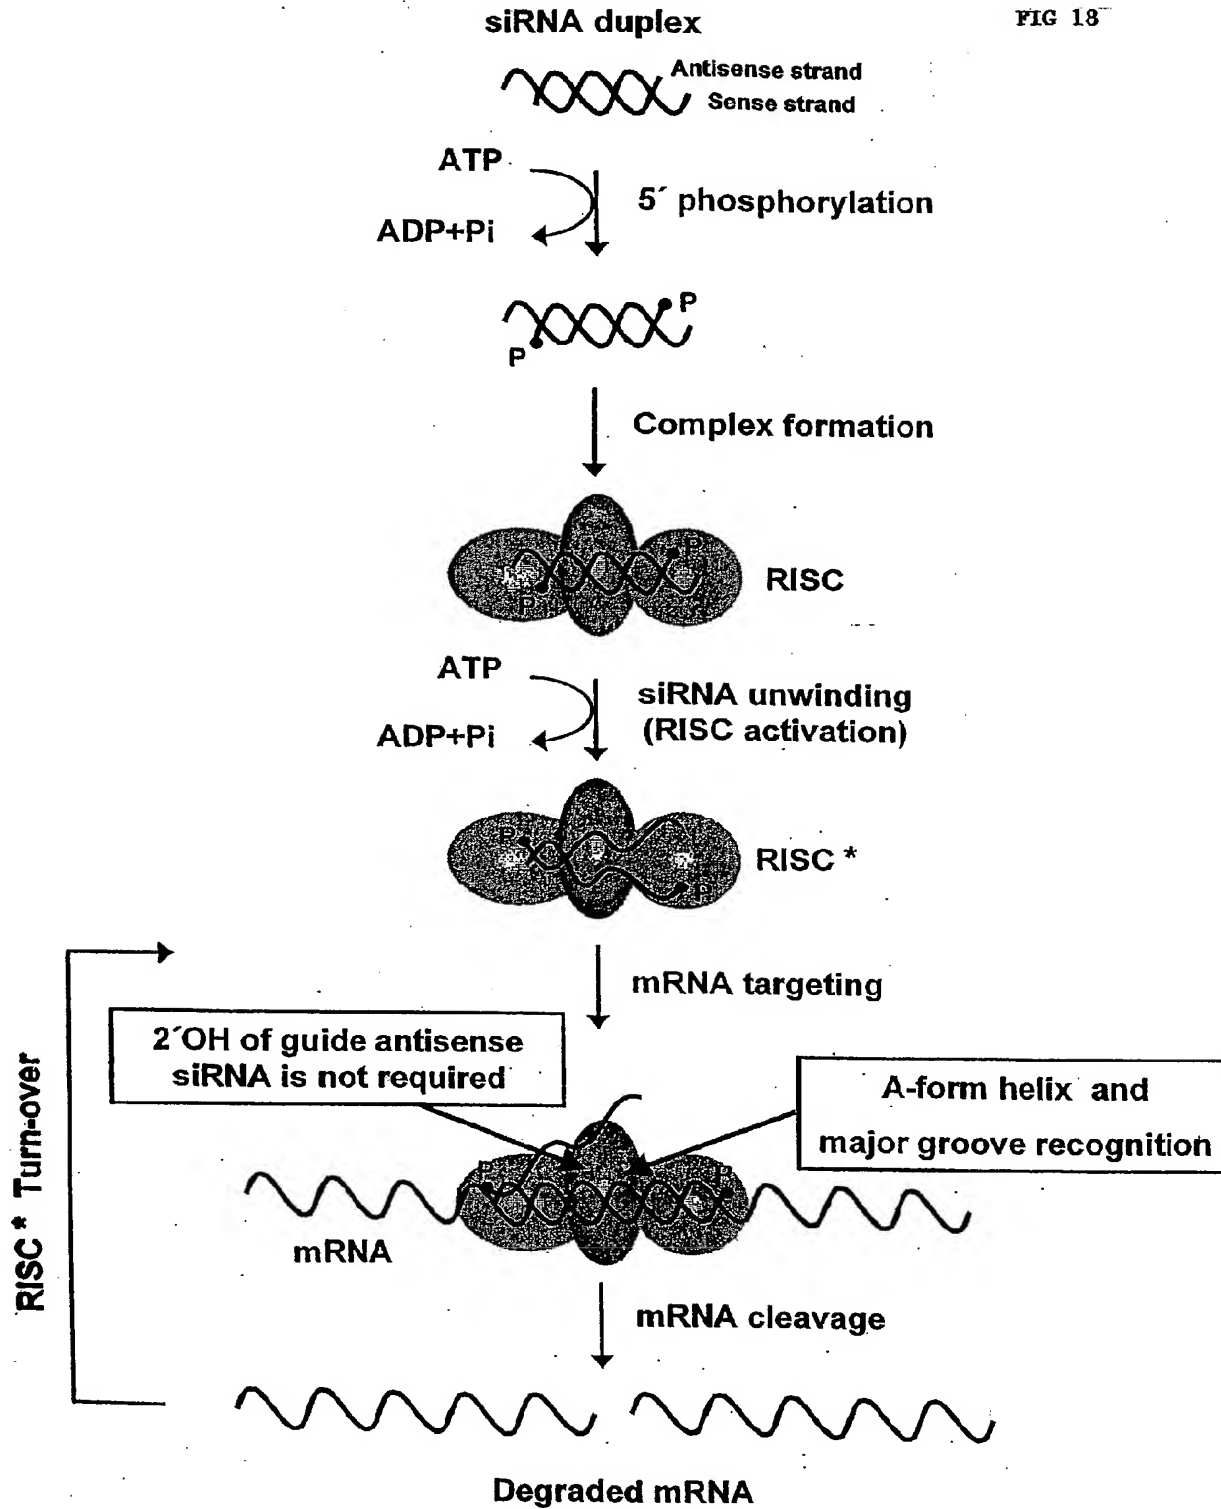 siRNA duplex
FIG 18
Antisense strand
Sense strand
ATP
5´ phosphorylation
ADP+Pi
P
P
Complex formation
P
P
RISC
ATP
siRNA unwinding
(RISC activation)
ADP+Pi
P
RISC *
P
mRNA targeting
2´OH of guide antisense
siRNA is not required
A-form helix and
major groove recognition
RISC * Turn-over
P
P
mRNA
mRNA cleavage
Degraded mRNA